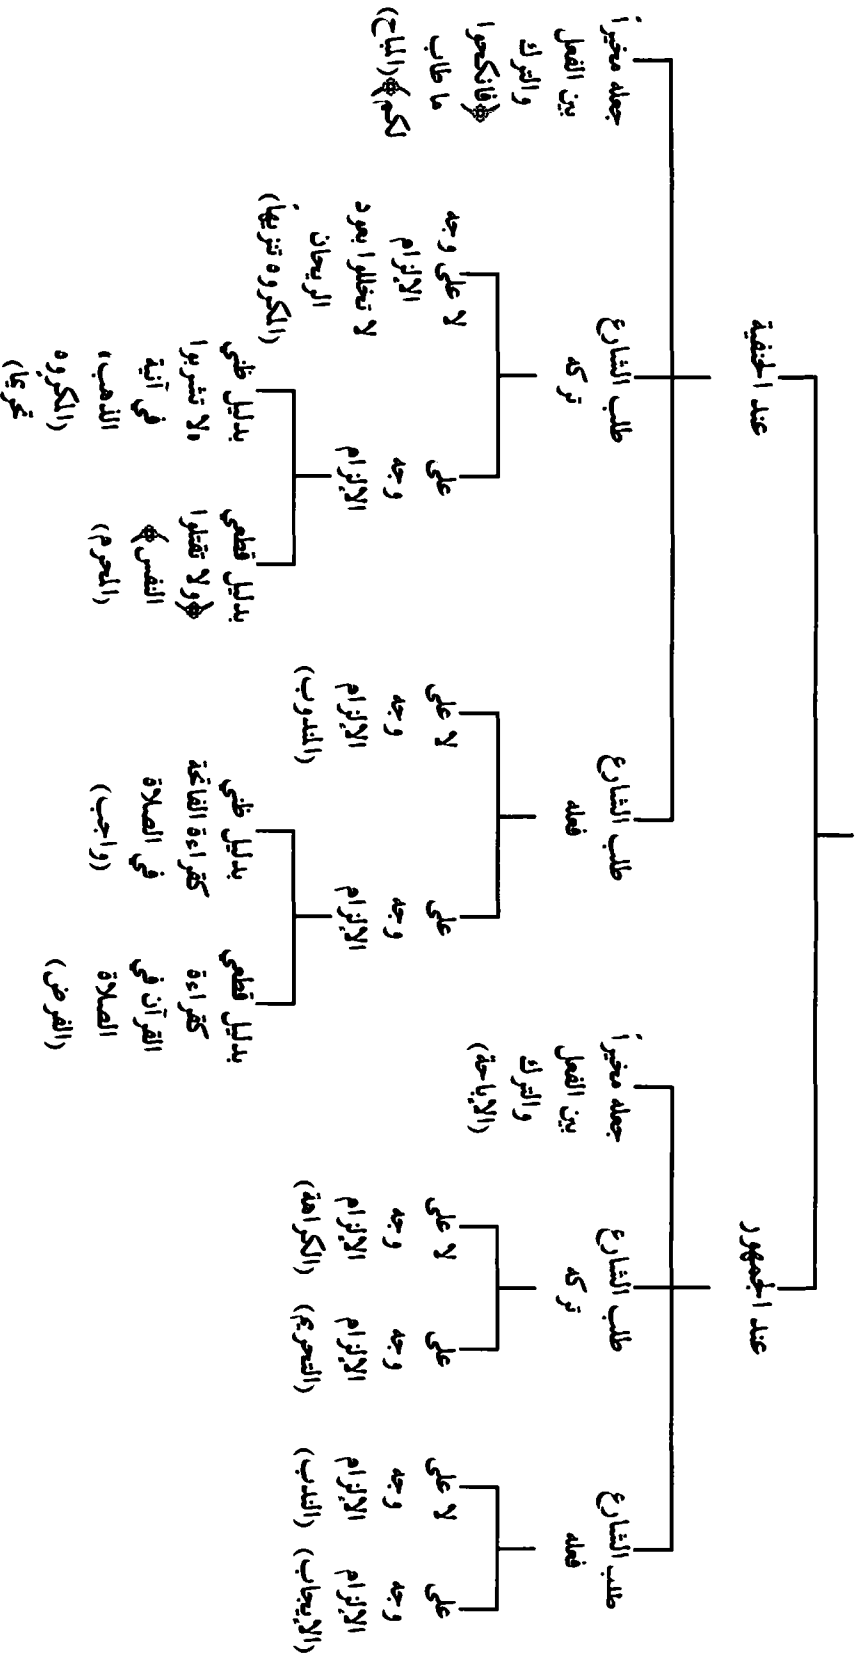 عند الجمهور
عند الحنفية
طلب الشارع
فعله
على
وجه
الإلزام
(الإيجاب)
لا على
وجه
الإلزام
(الندب)
طلب الشارع
تركه
على
وجه
الالزام
(التحريم)
لا على
وجه
الإلزام
(الكراهة)
جعله مخيراً
بين الفعل
والترك
(الإباحة)
طلب الشارع
فعله
على
وجه
الإلزام
بدليل قطعي
كقراءة
القرآن في
الصلاة
(الفرض)
بدليل ظني
كقراءة الفاتحة
في الصلاة
(واجب)
لا على
وجه
الإلزام
(المندوب)
طلب الشارع
تركه
على
وجه
الإلزام
بدليل قطعي
﴿ولا تقتلوا
النفس﴾
(المحرم)
بدليل ظني
«لا تشربوا
في آنية
الذهب»
(المكروه
تحريما)
لا على وجه
الإلزام
لا تخللوا بعود
الريحان
(المكروه تنزيهاً)
جعله مخيراً
بين الفعل
والترك
﴿فانكحوا
ما طاب
لكم﴾ (المباح)